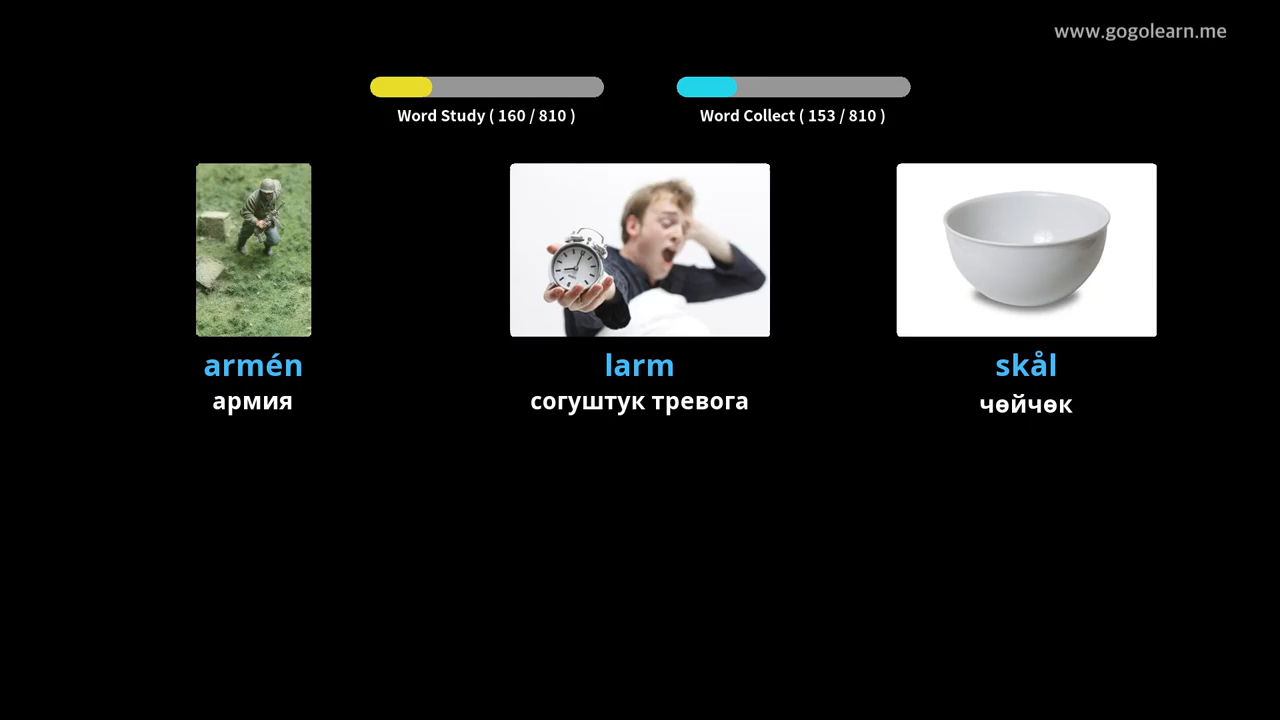 www.gogolearn.me
Word Study ( 160 / 810 )
Word Collect ( 153 / 810 )
armén
армия
larm
согуштук тревога
skål
чөйчөк